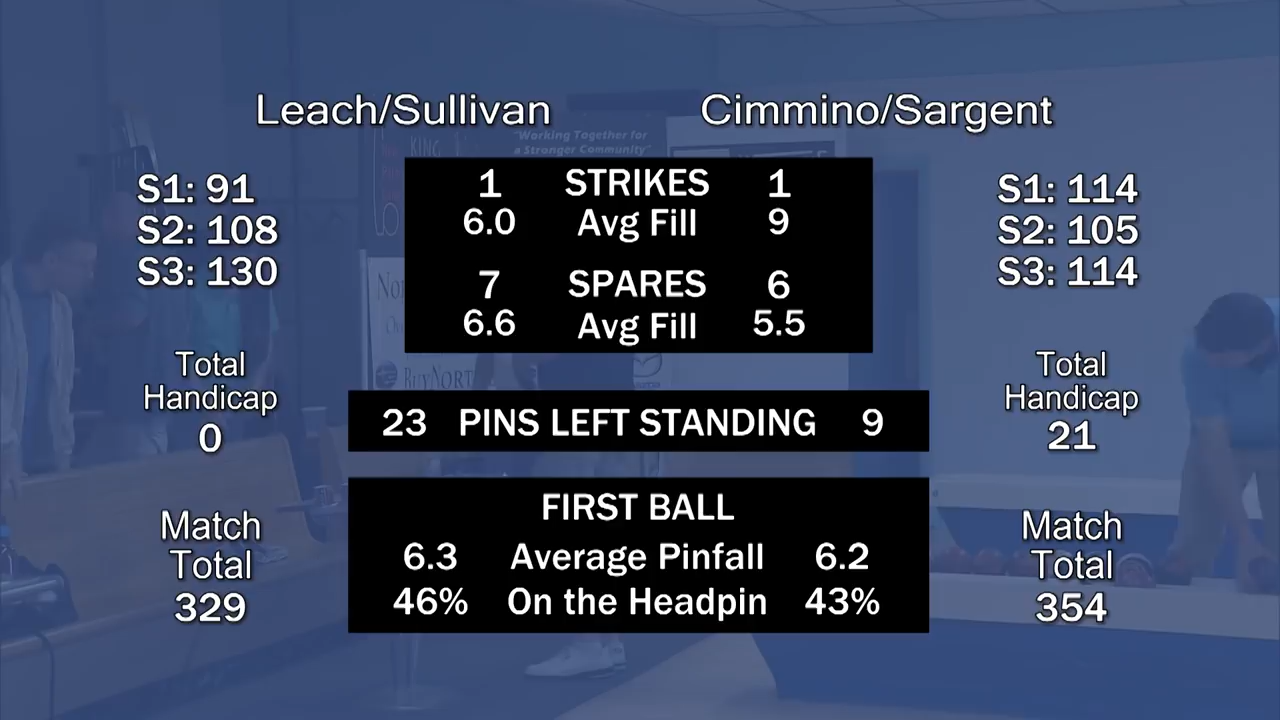 Leach/Sullivan
Cimmino/Sargent
"Working Together for
a Stronger Community"
KING
S1: 91
S2: 108
S3: 130
1 STRIKES 1
6.0 Avg Fill 9
7 SPARES 6
6.6 Avg Fill 5.5
S1: 114
S2: 105
S3: 114
Total
Handicap
0
23 PINS LEFT STANDING 9
Total
Handicap
21
BUYNORT
Match
Total
329
FIRST BALL
6.3 Average Pinfall 6.2
46% On the Headpin 43%
Match
Total
354